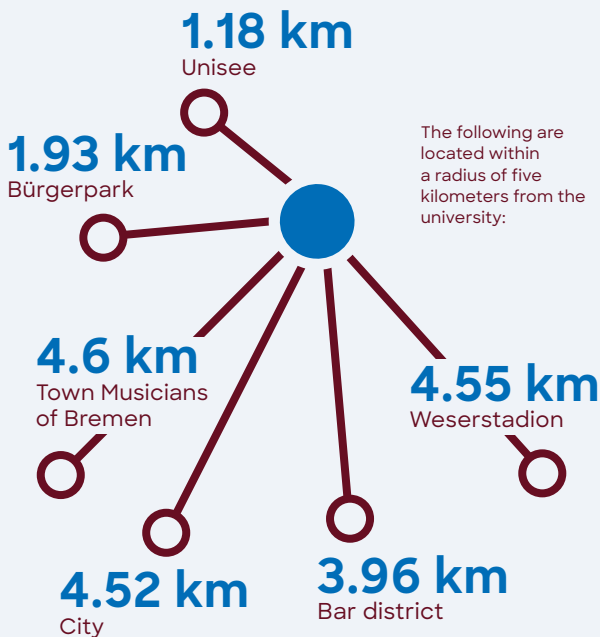 1.18 km
Unisee
The following are
located within
a radius of five
kilometers from the
university:
1.93 km
Bürgerpark
4.6 km
Town Musicians
of Bremen
4.55 km
Weserstadion
4.52 km
City
3.96 km
Bar district